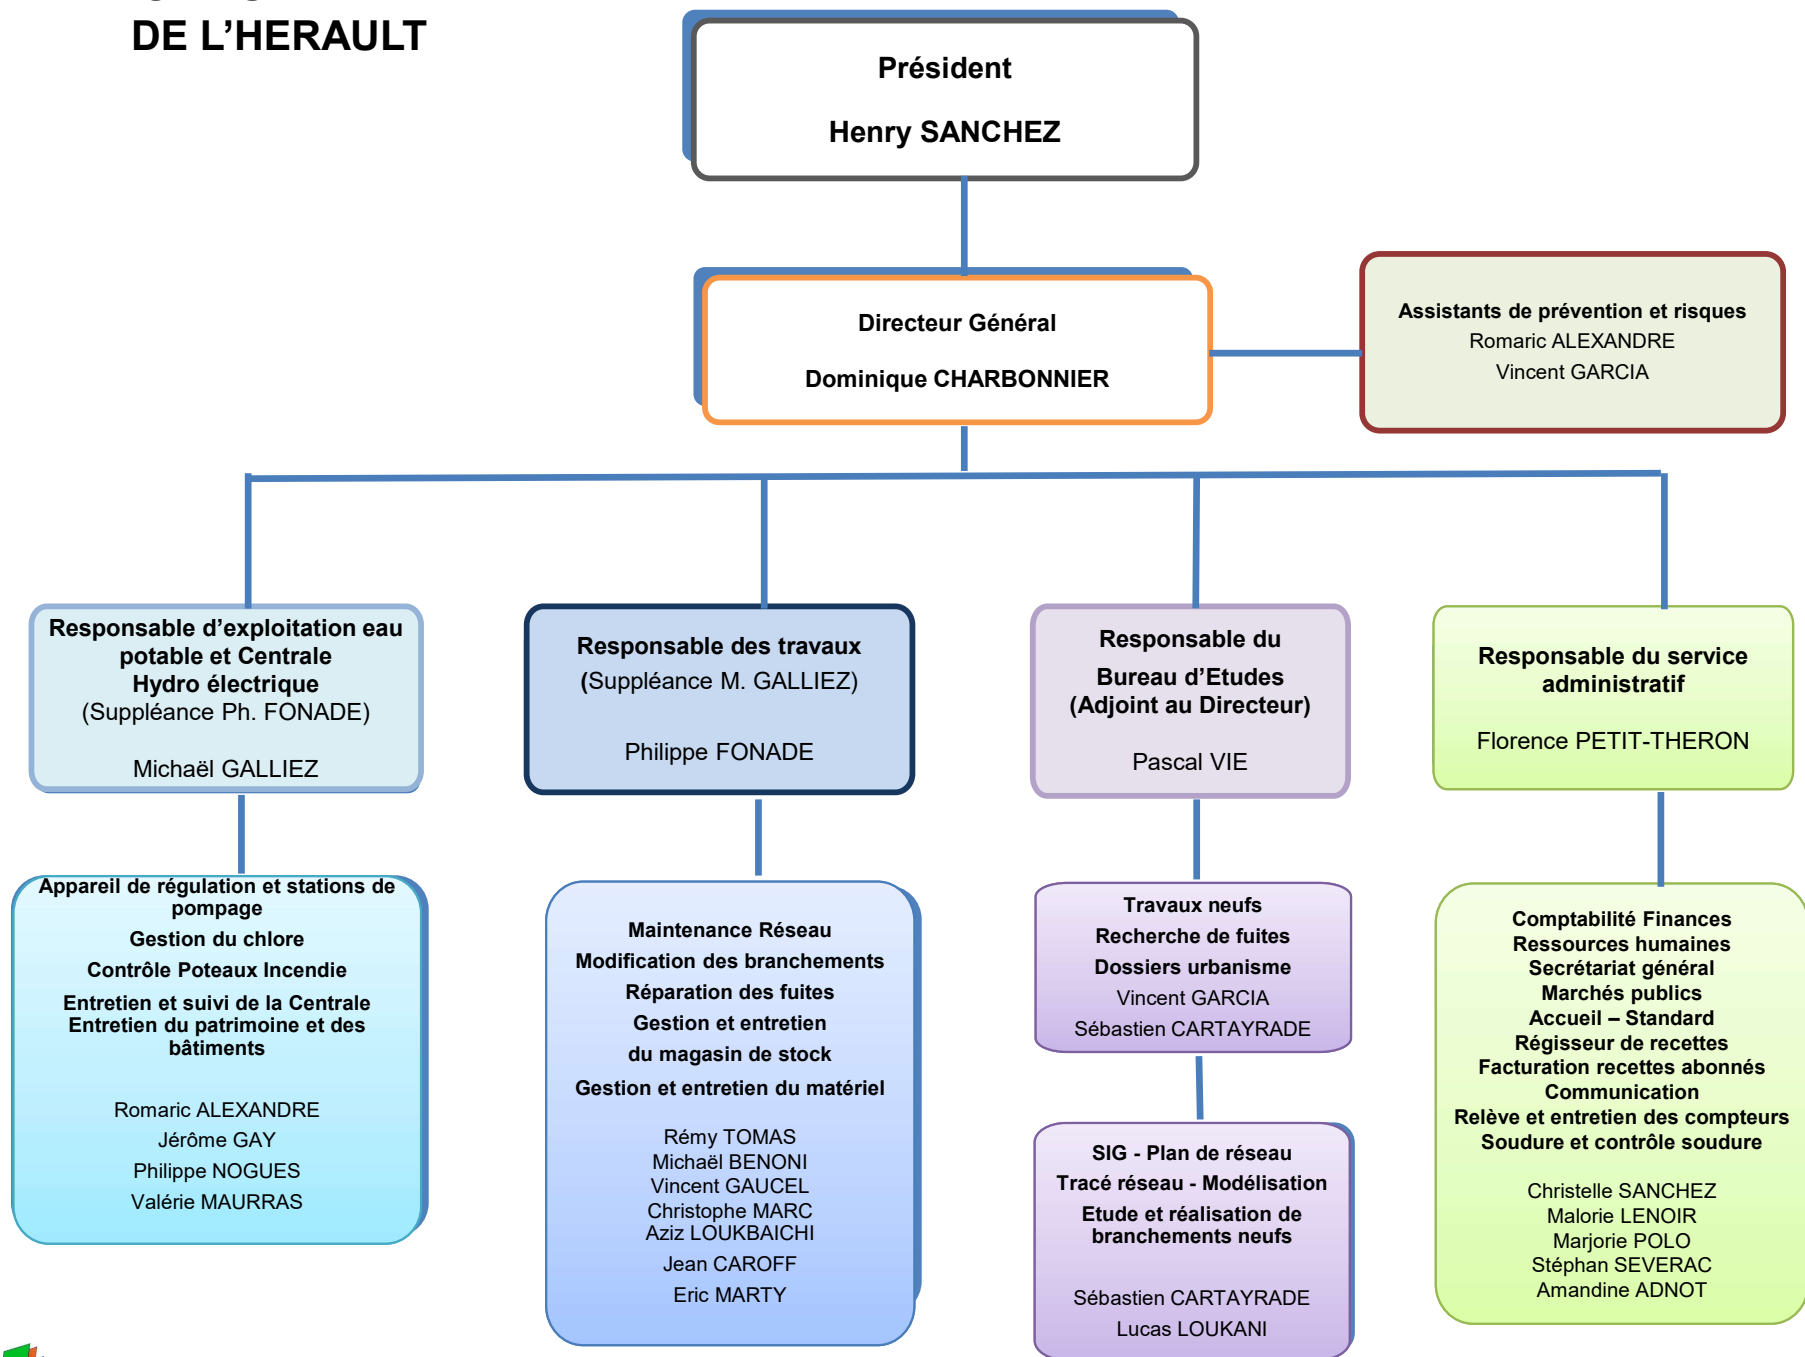 DE L'HERAULT
Président
Henry SANCHEZ
Directeur Général
Dominique CHARBONNIER
Assistants de prévention et risques
Romaric ALEXANDRE
Vincent GARCIA
Responsable d'exploitation eau
potable et Centrale
Hydro électrique
(Suppléance Ph. FONADE)
Michaël GALLIEZ
Responsable des travaux
(Suppléance M. GALLIEZ)
Philippe FONADE
Responsable du
Bureau d'Etudes
(Adjoint au Directeur)
Pascal VIE
Responsable du service
administratif
Florence PETIT-THERON
Appareil de régulation et stations de
pompage
Gestion du chlore
Contrôle Poteaux Incendie
Entretien et suivi de la Centrale
Entretien du patrimoine et des
bâtiments
Romaric ALEXANDRE
Jérôme GAY
Philippe NOGUES
Valérie MAURRAS
Maintenance Réseau
Modification des branchements
Réparation des fuites
Gestion et entretien
du magasin de stock
Gestion et entretien du matériel
Rémy TOMAS
Michaël BENONI
Vincent GAUCEL
Christophe MARC
Aziz LOUKBAICHI
Jean CAROFF
Eric MARTY
Travaux neufs
Recherche de fuites
Dossiers urbanisme
Vincent GARCIA
Sébastien CARTAYRADE
SIG - Plan de réseau
Tracé réseau - Modélisation
Etude et réalisation de
branchements neufs
Sébastien CARTAYRADE
Lucas LOUKANI
Comptabilité Finances
Ressources humaines
Secrétariat général
Marchés publics
Accueil – Standard
Régisseur de recettes
Facturation recettes abonnés
Communication
Relève et entretien des compteurs
Soudure et contrôle soudure
Christelle SANCHEZ
Malorie LENOIR
Marjorie POLO
Stéphan SEVERAC
Amandine ADNOT